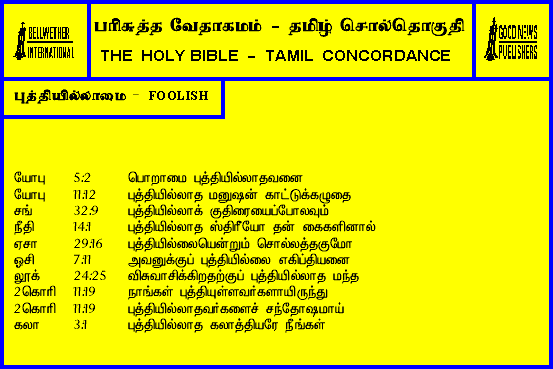 BELLWETHER
INTERNATIONAL
பரிசுத்த வேதாகமம் - தமிழ் சொல்தொகுதி
THE HOLY BIBLE - TAMIL CONCORDANCE
GOOD NEWS
PUBLISHERS
புத்தியில்லாமை - FOOLISH
யோபு 5:2 பொறாமை புத்தியில்லாதவனை
யோபு 11:12 புத்தியில்லாத மனுஷன் காட்டுக்கழுதை
சங் 32:9 புத்தியில்லாக் குதிரையைப்போலவும்
நீதி 14:1 புத்தியில்லாத ஸ்திரீயோ தன் கைகளினால்
ஏசா 29:16 புத்தியில்லையென்றும் சொல்லத்தகுமோ
ஓசி 7:11 அவனுக்குப் புத்தியில்லை எகிப்தியனை
லூக் 24:25 விசுவாசிக்கிறதற்குப் புத்தியில்லாத மந்த
2கொரி 11:19 நாங்கள் புத்தியுள்ளவர்களாயிருந்து
2கொரி 11:19 புத்தியில்லாதவர்களைச் சந்தோஷமாய்
கலா 3:1 புத்தியில்லாத கலாத்தியரே நீங்கள்